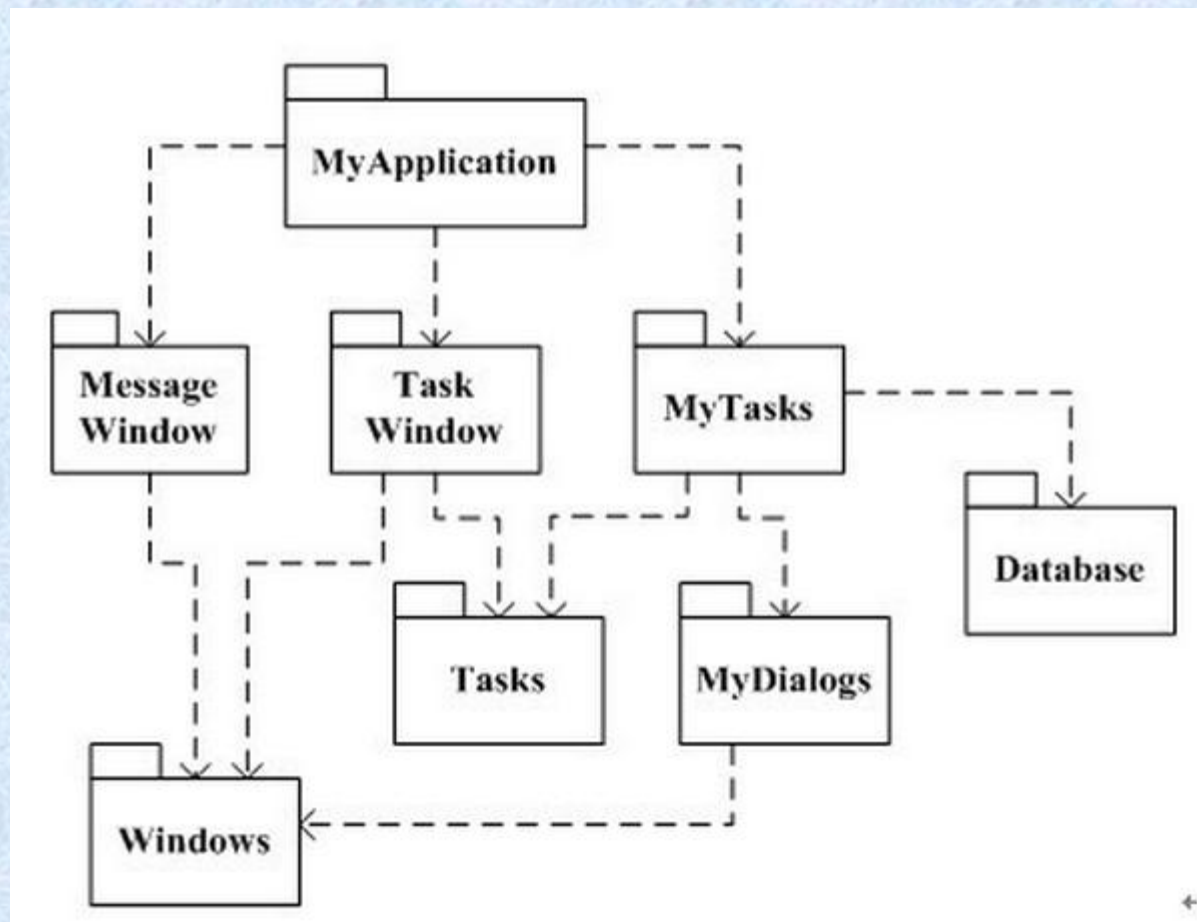 MyApplication
Message
Window
Task
Window
MyTasks
Database
Tasks
MyDialogs
Windows